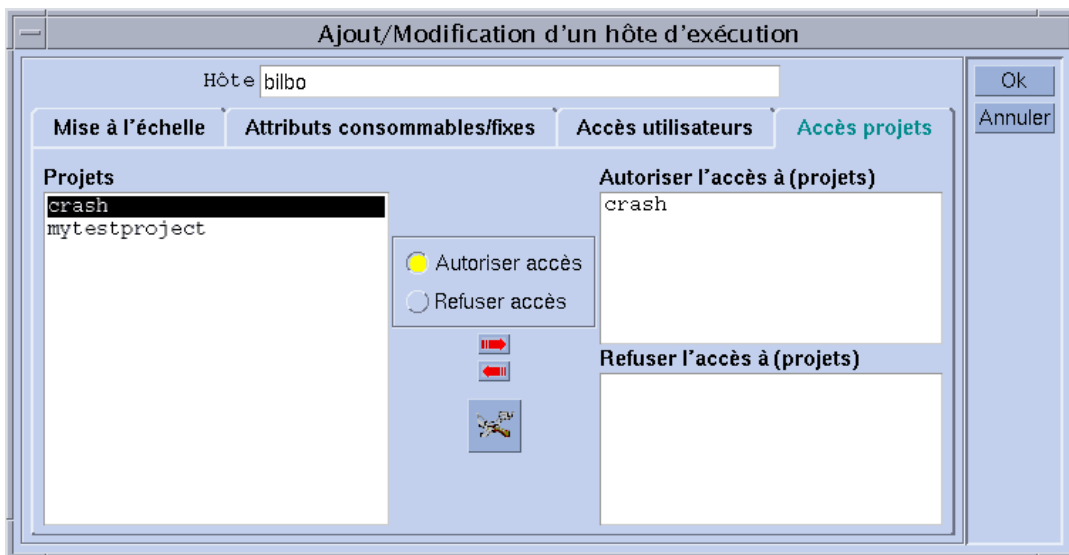 Ajout/Modification d'un hôte d'exécution
Hôte bilbo
Ok
Annuler
Mise à l'échelle Attributs consommables/fixes Accès utilisateurs Accès projets
Projets
crash
mytestproject
Autoriser accès
Refuser accès
Autoriser l'accès à (projets)
crash
Refuser l'accès à (projets)